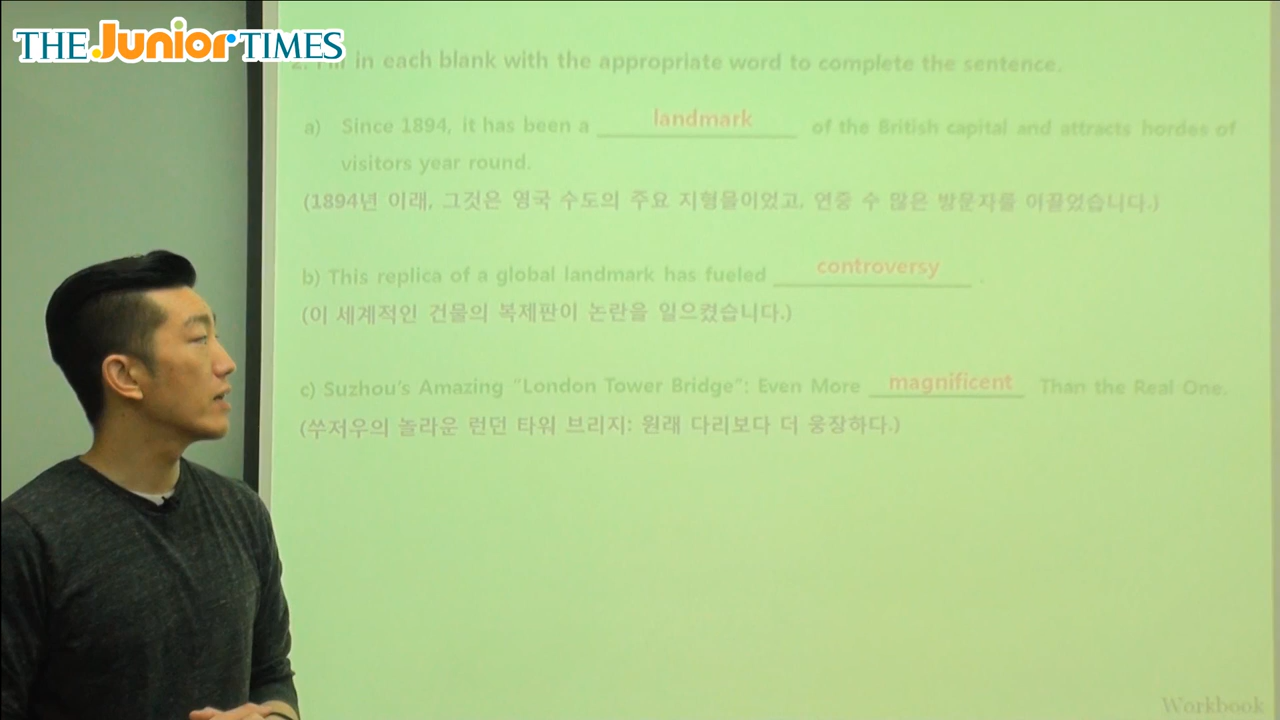 THE Junior TIMES
2. Fill in each blank with the appropriate word to complete the sentence.
a) Since 1894, it has been a landmark of the British capital and attracts hordes of
visitors year round.
(1894년 이래, 그것은 영국 수도의 주요 지형물이었고, 연중 수 많은 방문자를 이끌었습니다.)
b) This replica of a global landmark has fueled controversy .
(이 세계적인 건물의 복제판이 논란을 일으켰습니다.)
c) Suzhou's Amazing "London Tower Bridge": Even More magnificent Than the Real One.
(쑤저우의 놀라운 런던 타워 브리지: 원래 다리보다 더 웅장하다.)
Workbook